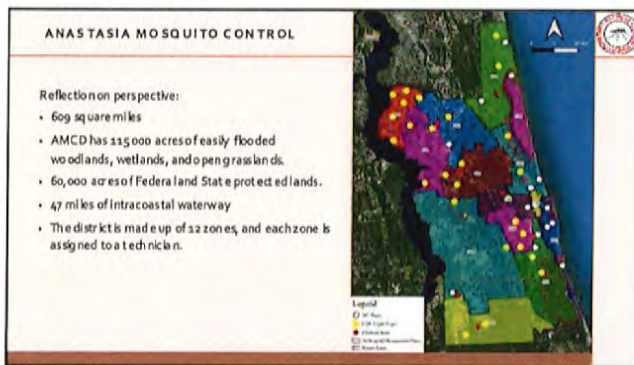 ANASTASIA MOSQUITO CONTROL
Reflection on perspective:
• 609 square miles
• AMCD has 115000 acres of easily flooded
woodlands, wetlands, and open grasslands.
• 60,000 acres of Federal and State protected lands.
• 47 miles of Intracoastal waterway
• The district is made up of 12 zones, and each zone is
assigned to a technician.
Legend